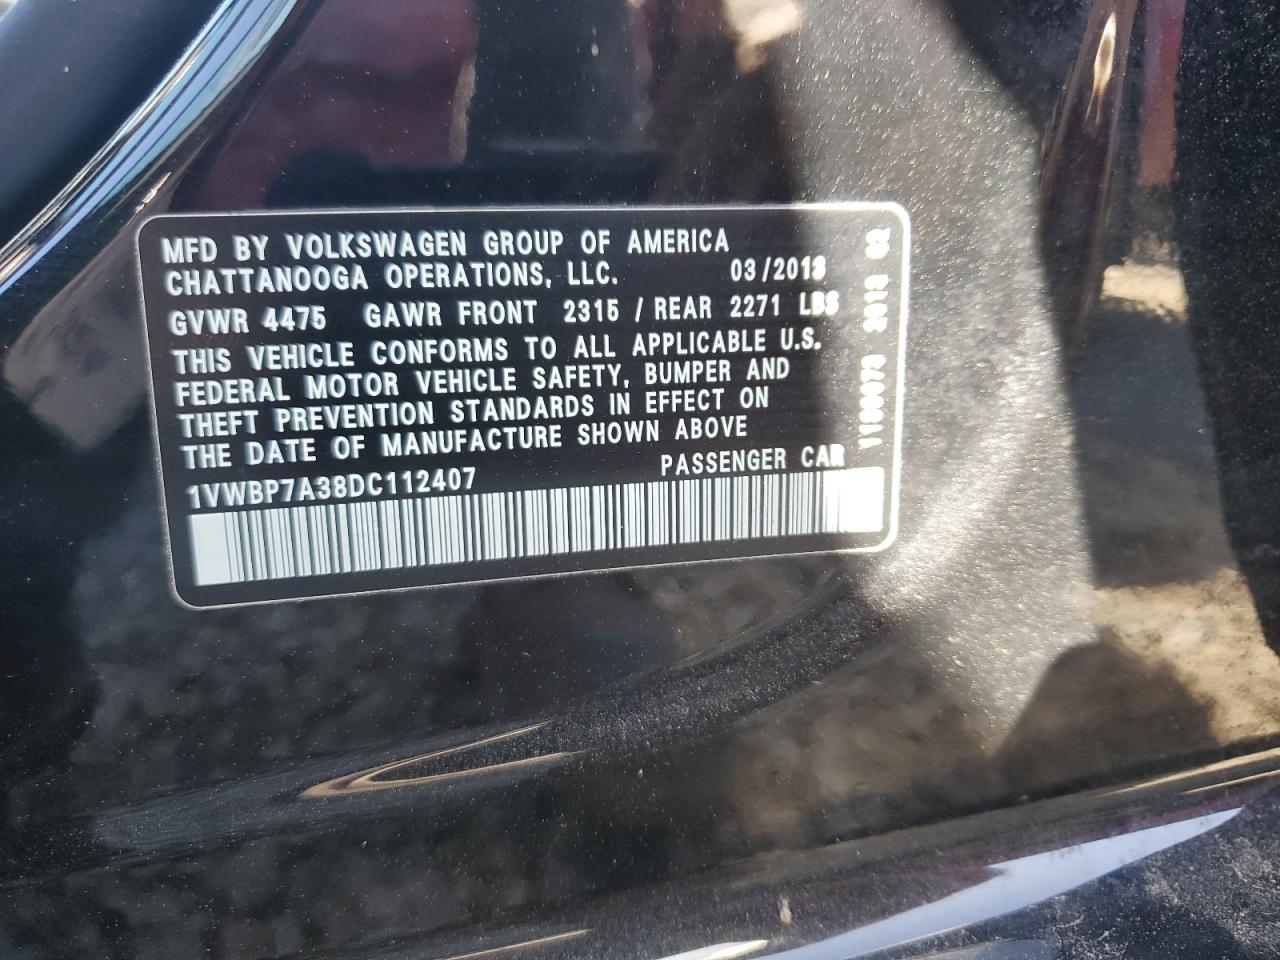 MFD BY VOLKSWAGEN GROUP OF AMERICA
CHATTANOOGA OPERATIONS, LLC. 03/2013
GVWR 4475 GAWR FRONT 2315 / REAR 2271 LBS
THIS VEHICLE CONFORMS TO ALL APPLICABLE U.S.
FEDERAL MOTOR VEHICLE SAFETY, BUMPER AND
THEFT PREVENTION STANDARDS IN EFFECT ON
THE DATE OF MANUFACTURE SHOWN ABOVE
PASSENGER CAR
1VWBP7A38DC112407